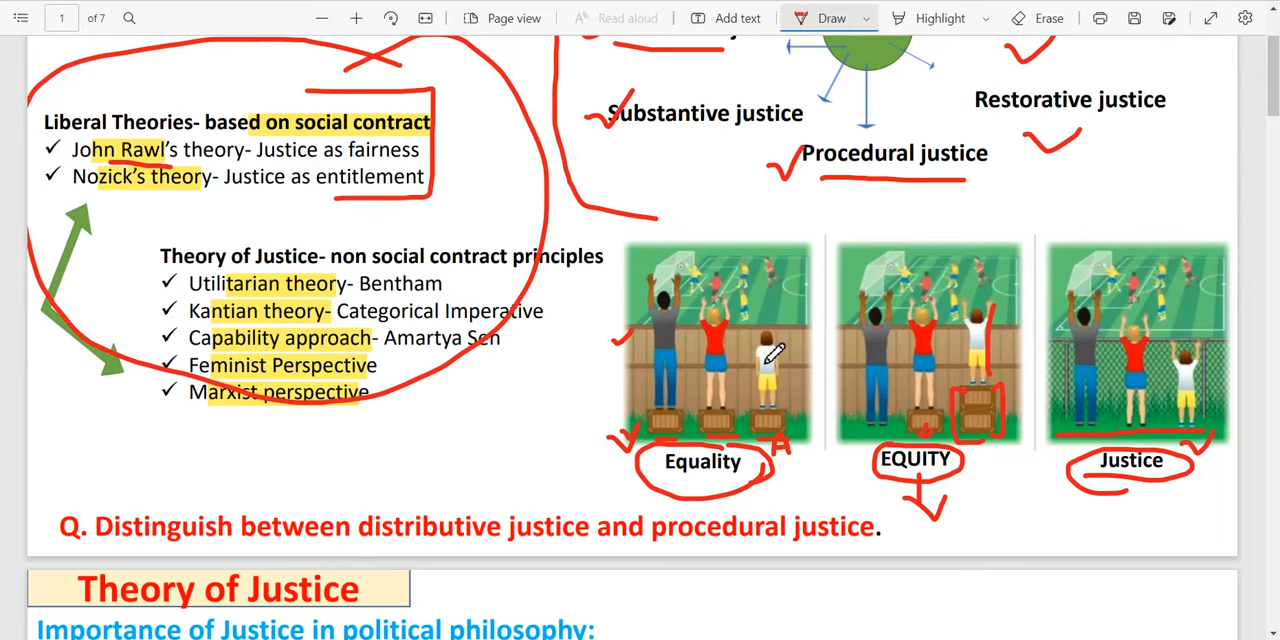 1 of 7
Page view
Read aloud
Add text
Draw
Highlight
Erase
Substantive justice
Restorative justice
Procedural justice
Liberal Theories- based on social contract
✓ John Rawl's theory- Justice as fairness
✓ Nozick's theory- Justice as entitlement
Theory of Justice- non social contract principles
✓ Utilitarian theory- Bentham
✓ Kantian theory- Categorical Imperative
✓ Capability approach- Amartya Sen
✓ Feminist Perspective
✓ Marxist perspective
Equality
EQUITY
Justice
Q. Distinguish between distributive justice and procedural justice.
Theory of Justice
Importance of Justice in political philosophy: